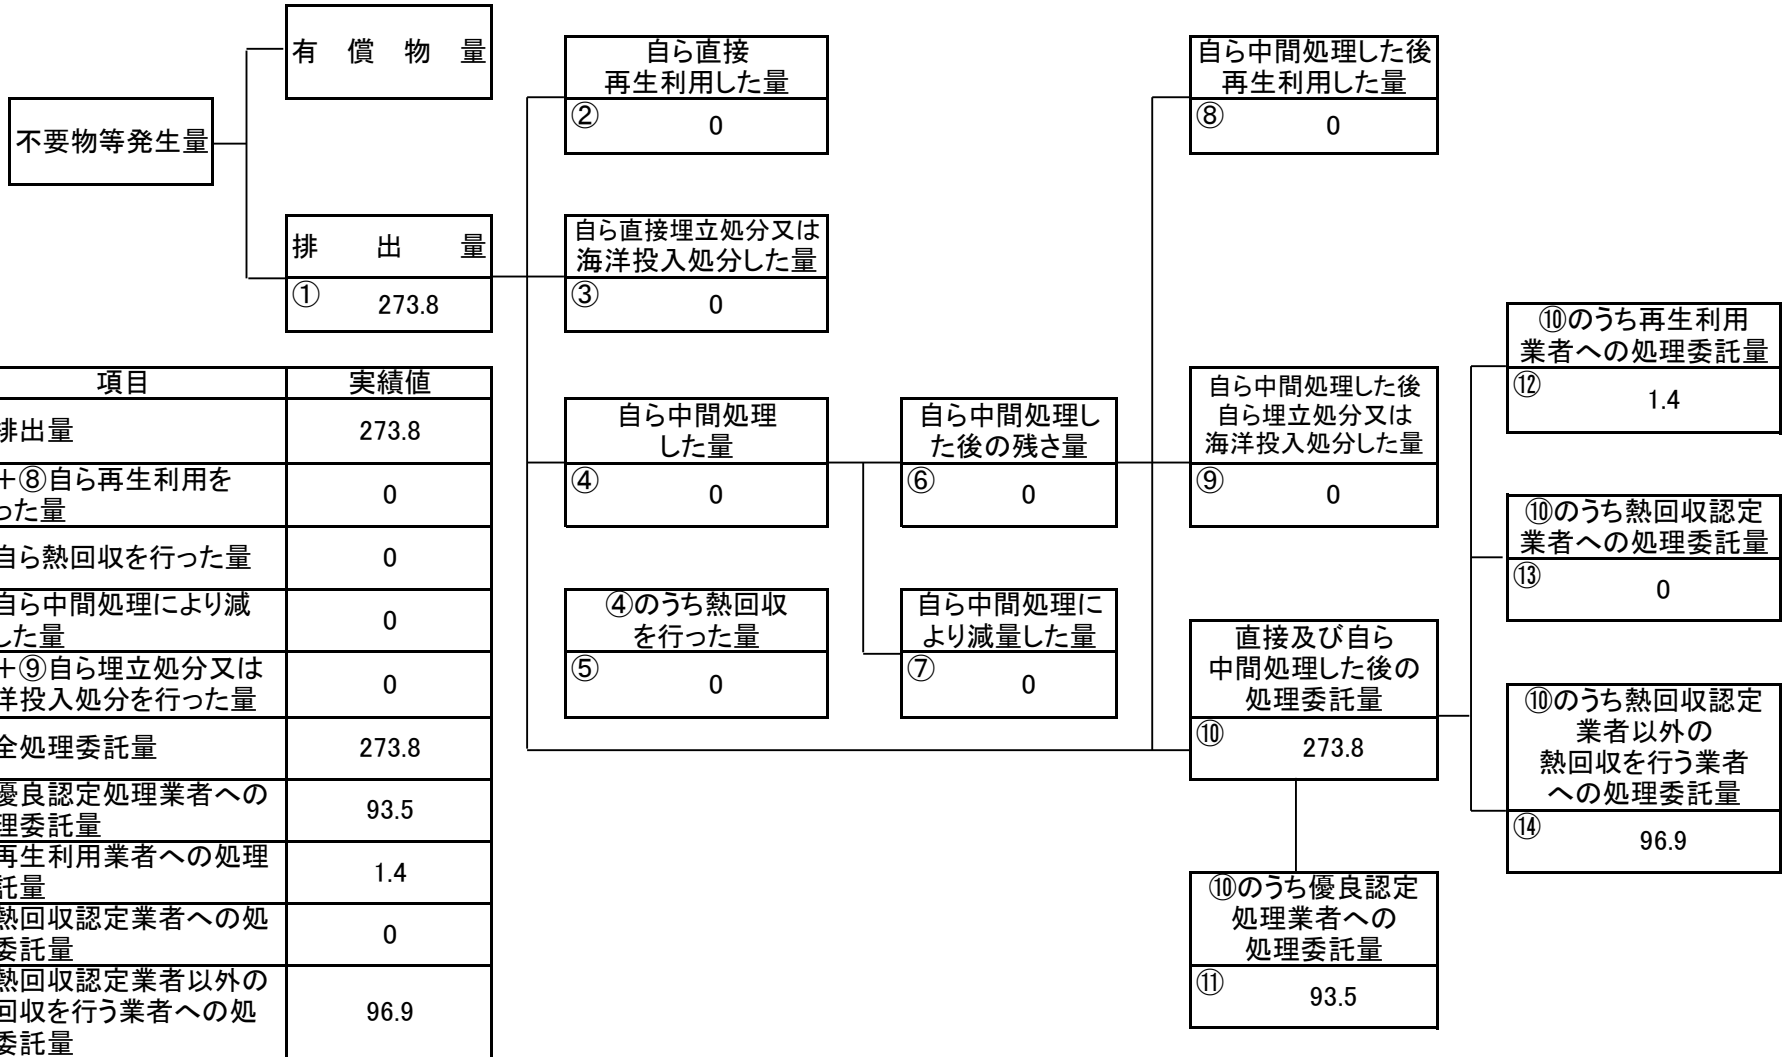 有償物量
不要物等発生量
排出量
① 273.8
自ら直接
再生利用した量
② 0
自ら直接埋立処分又は
海洋投入処分した量
③ 0
自ら中間処理
した量
④ 0
④のうち熱回収
を行った量
⑤ 0
自ら中間処理し
た後の残さ量
⑥ 0
自ら中間処理に
より減量した量
⑦ 0
自ら中間処理した後
再生利用した量
⑧ 0
自ら中間処理した後
自ら埋立処分又は
海洋投入処分した量
⑨ 0
直接及び自ら
中間処理した後の
処理委託量
⑩ 273.8
⑩のうち優良認定
処理業者への
処理委託量
⑪ 93.5
⑩のうち再生利用
業者への処理委託量
⑫ 1.4
⑩のうち熱回収認定
業者への処理委託量
⑬ 0
⑩のうち熱回収認定
業者以外の
熱回収を行う業者
への処理委託量
⑭ 96.9
項目 実績値
排出量 273.8
+⑧自ら再生利用を
った量 0
自ら熱回収を行った量 0
自ら中間処理により減
した量 0
+⑨自ら埋立処分又は
洋投入処分を行った量 0
全処理委託量 273.8
優良認定処理業者への
理委託量 93.5
再生利用業者への処理
託量 1.4
熱回収認定業者への処
委託量 0
熱回収認定業者以外の
回収を行う業者への処
委託量 96.9